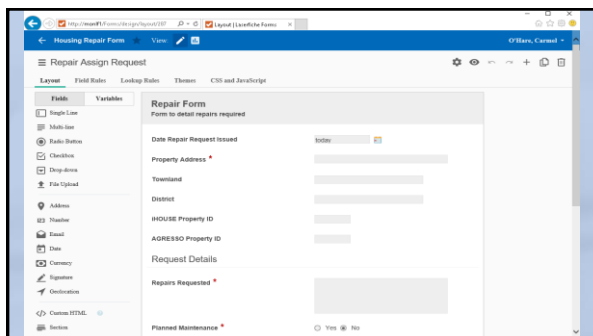 Layout | Laserfiche Forms
Housing Repair Form View O'Hare, Carmel
Repair Assign Request
Layout Field Rules Lookup Rules Themes CSS and JavaScript
Fields Variables
Single Line
Multi-line
Radio Button
Checkbox
Drop-down
File Upload
Address
Number
Email
Date
Currency
Signature
Geolocation
Custom HTML
Section
Repair Form
Form to detail repairs required
Date Repair Request Issued today
Property Address *
Townland
District
IHOUSE Property ID
AGRESSO Property ID
Request Details
Repairs Requested *
Planned Maintenance * Yes No